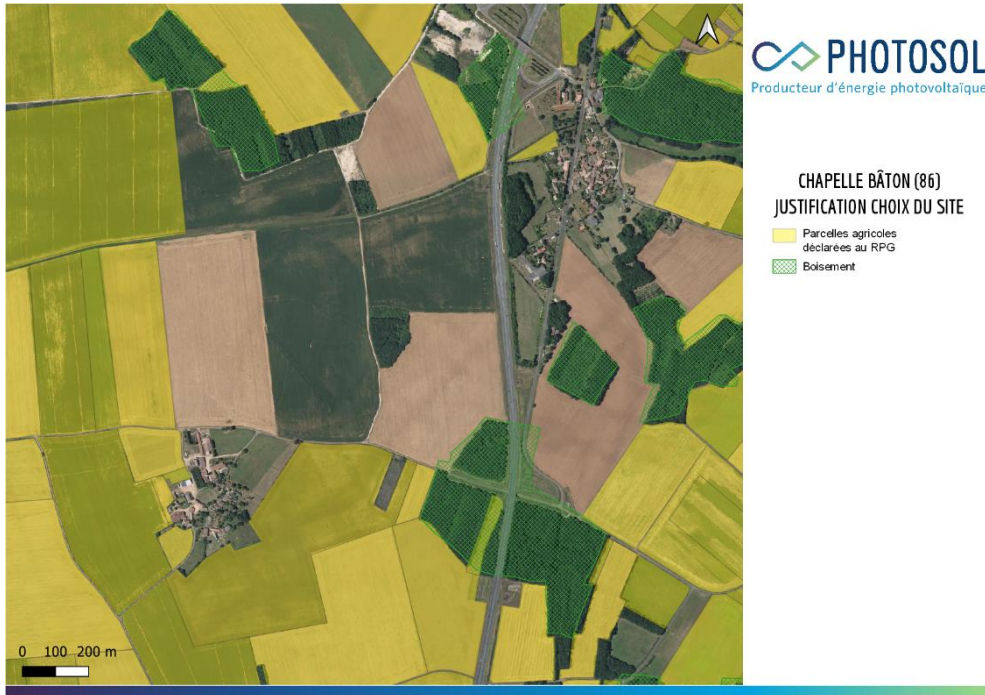 PHOTOSOL
Producteur d'énergie photovoltaïque
CHAPELLE BÂTON (86)
JUSTIFICATION CHOIX DU SITE
Parcelles agricoles
déclarées au RPG
Boisement
0 100 200 m